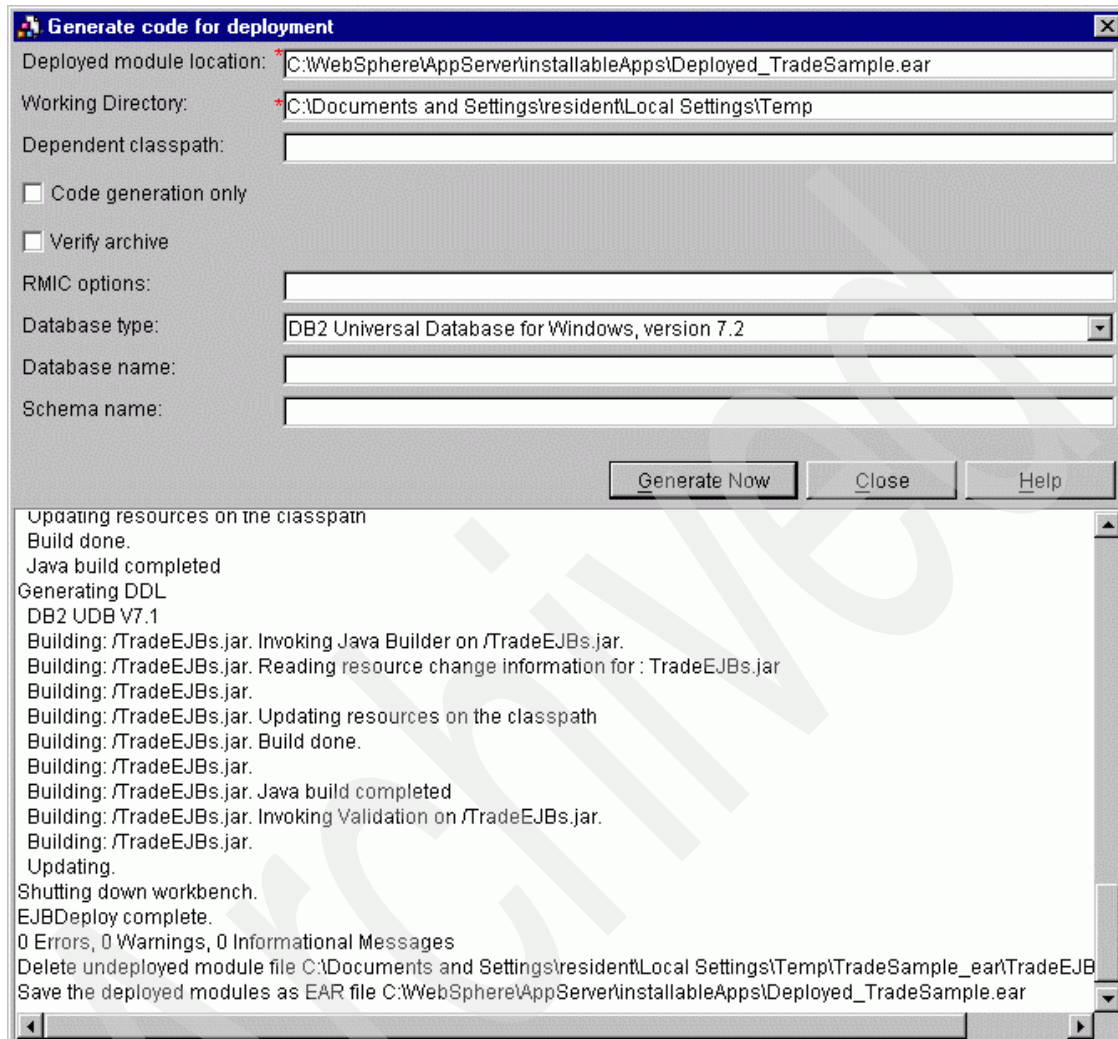 Generate code for deployment
Deployed module location: *C:\WebSphere\AppServer\installableApps\Deployed_TradeSample.ear
Working Directory: *C:\Documents and Settings\resident\Local Settings\Temp
Dependent classpath:
Code generation only
Verify archive
RMIC options:
Database type: DB2 Universal Database for Windows, version 7.2
Database name:
Schema name:
Generate Now Close Help
Updating resources on the classpath
Build done.
Java build completed
Generating DDL
DB2 UDB V7.1
Building: /TradeEJBs.jar. Invoking Java Builder on /TradeEJBs.jar.
Building: /TradeEJBs.jar. Reading resource change information for : TradeEJBs.jar
Building: /TradeEJBs.jar.
Building: /TradeEJBs.jar. Updating resources on the classpath
Building: /TradeEJBs.jar. Build done.
Building: /TradeEJBs.jar.
Building: /TradeEJBs.jar. Java build completed
Building: /TradeEJBs.jar. Invoking Validation on /TradeEJBs.jar.
Building: /TradeEJBs.jar.
Updating.
Shutting down workbench.
EJBDeploy complete.
0 Errors, 0 Warnings, 0 Informational Messages
Delete undeployed module file C:\Documents and Settings\resident\Local Settings\Temp\TradeSample_ear\TradeEJB
Save the deployed modules as EAR file C:\WebSphere\AppServer\installableApps\Deployed_TradeSample.ear
Archived